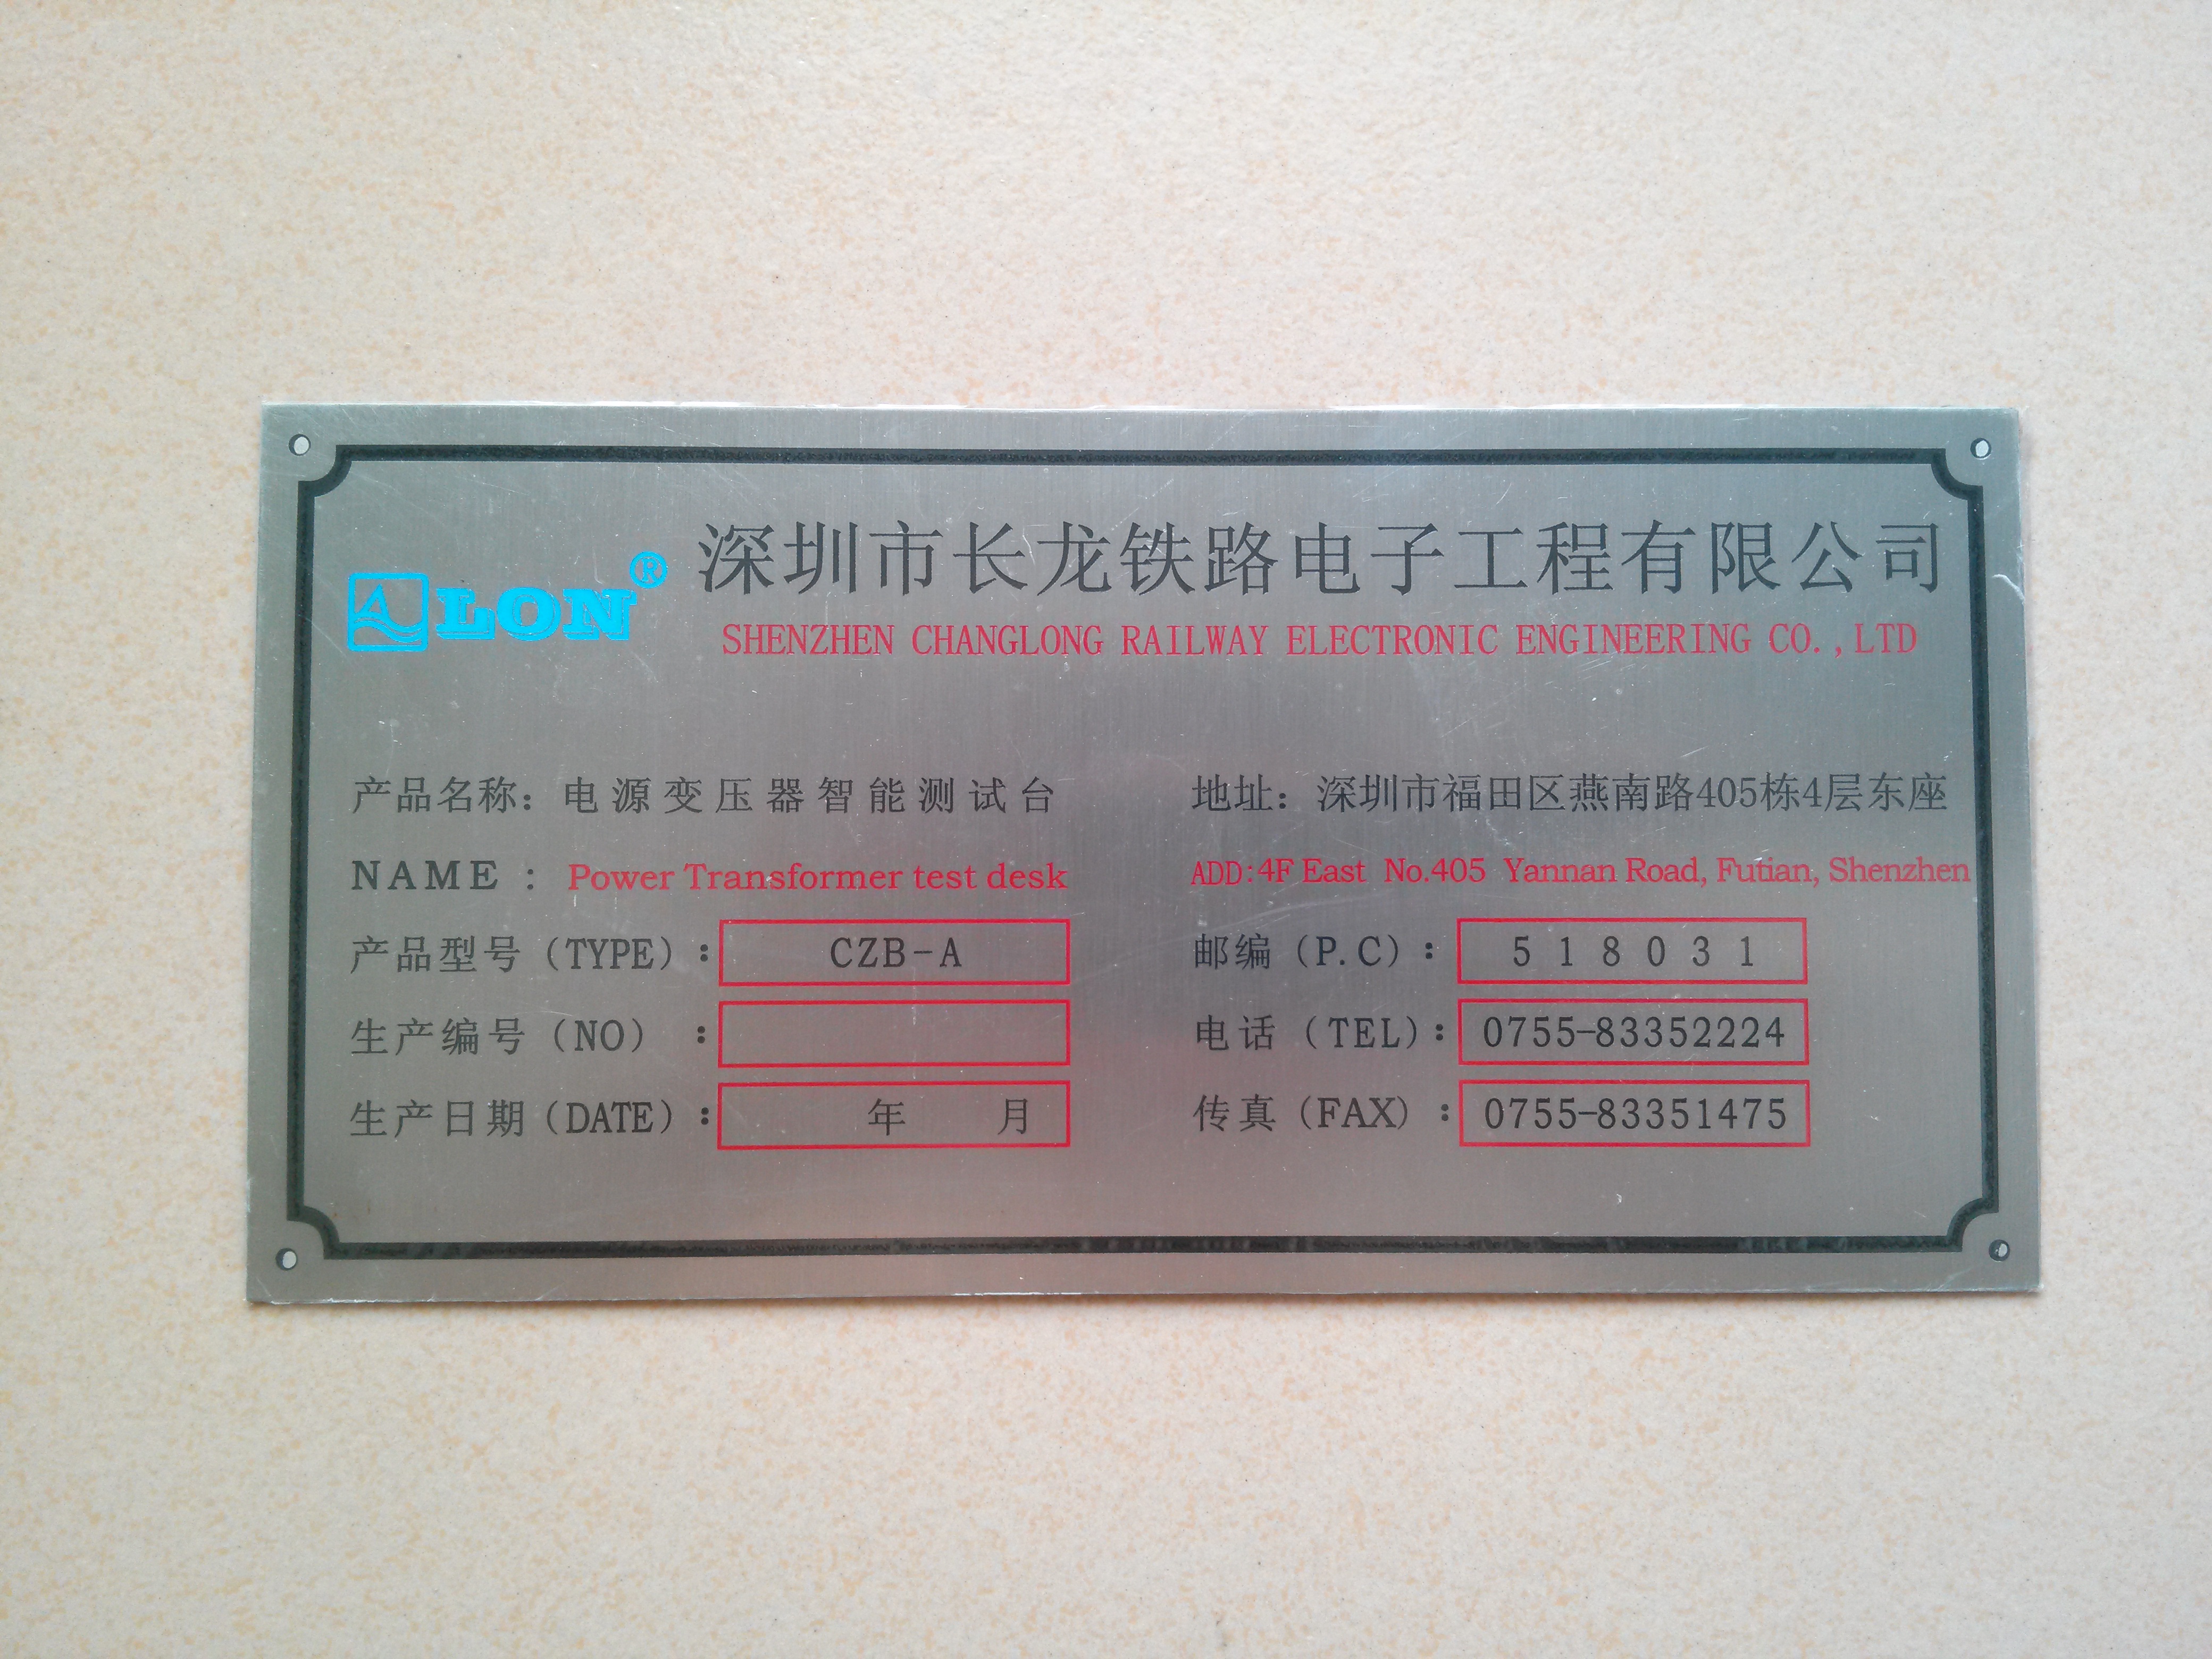 LON®
深圳市长龙铁路电子工程有限公司
SHENZHEN CHANGLONG RAILWAY ELECTRONIC ENGINEERING CO.,LTD
产品名称：电源变压器智能测试台
NAME : Power Transformer test desk
产品型号（TYPE）：CZB-A
生产编号（NO）：
生产日期（DATE）：年 月
地址：深圳市福田区燕南路405栋4层东座
ADD:4F East No.405 Yannan Road, Futian, Shenzhen
邮编（P.C）：518031
电话（TEL）：0755-83352224
传真（FAX）：0755-83351475